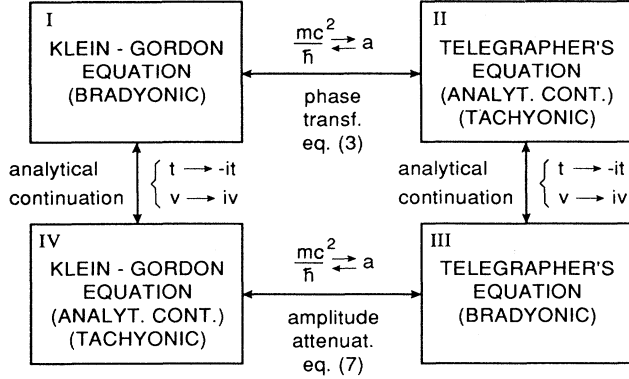 I
KLEIN - GORDON
EQUATION
(BRADYONIC)
mc² / ħ ⇄ a
phase
transf.
eq. (3)
II
TELEGRAPHER'S
EQUATION
(ANALYT. CONT.)
(TACHYONIC)
analytical
continuation
{ t → -it
v → iv
analytical
continuation
{ t → -it
v → iv
IV
KLEIN - GORDON
EQUATION
(ANALYT. CONT.)
(TACHYONIC)
mc² / ħ ⇄ a
amplitude
attenuat.
eq. (7)
III
TELEGRAPHER'S
EQUATION
(BRADYONIC)